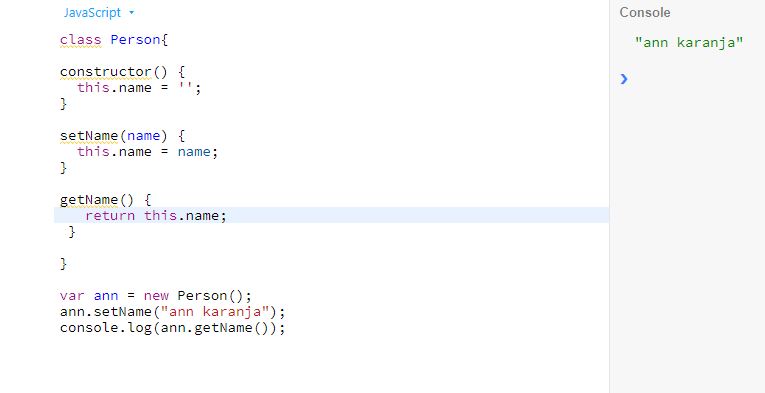 JavaScript
class Person{
constructor() {
this.name = '';
}
setName(name) {
this.name = name;
}
getName() {
return this.name;
}
}
var ann = new Person();
ann.setName("ann karanja");
console.log(ann.getName());
Console
"ann karanja"